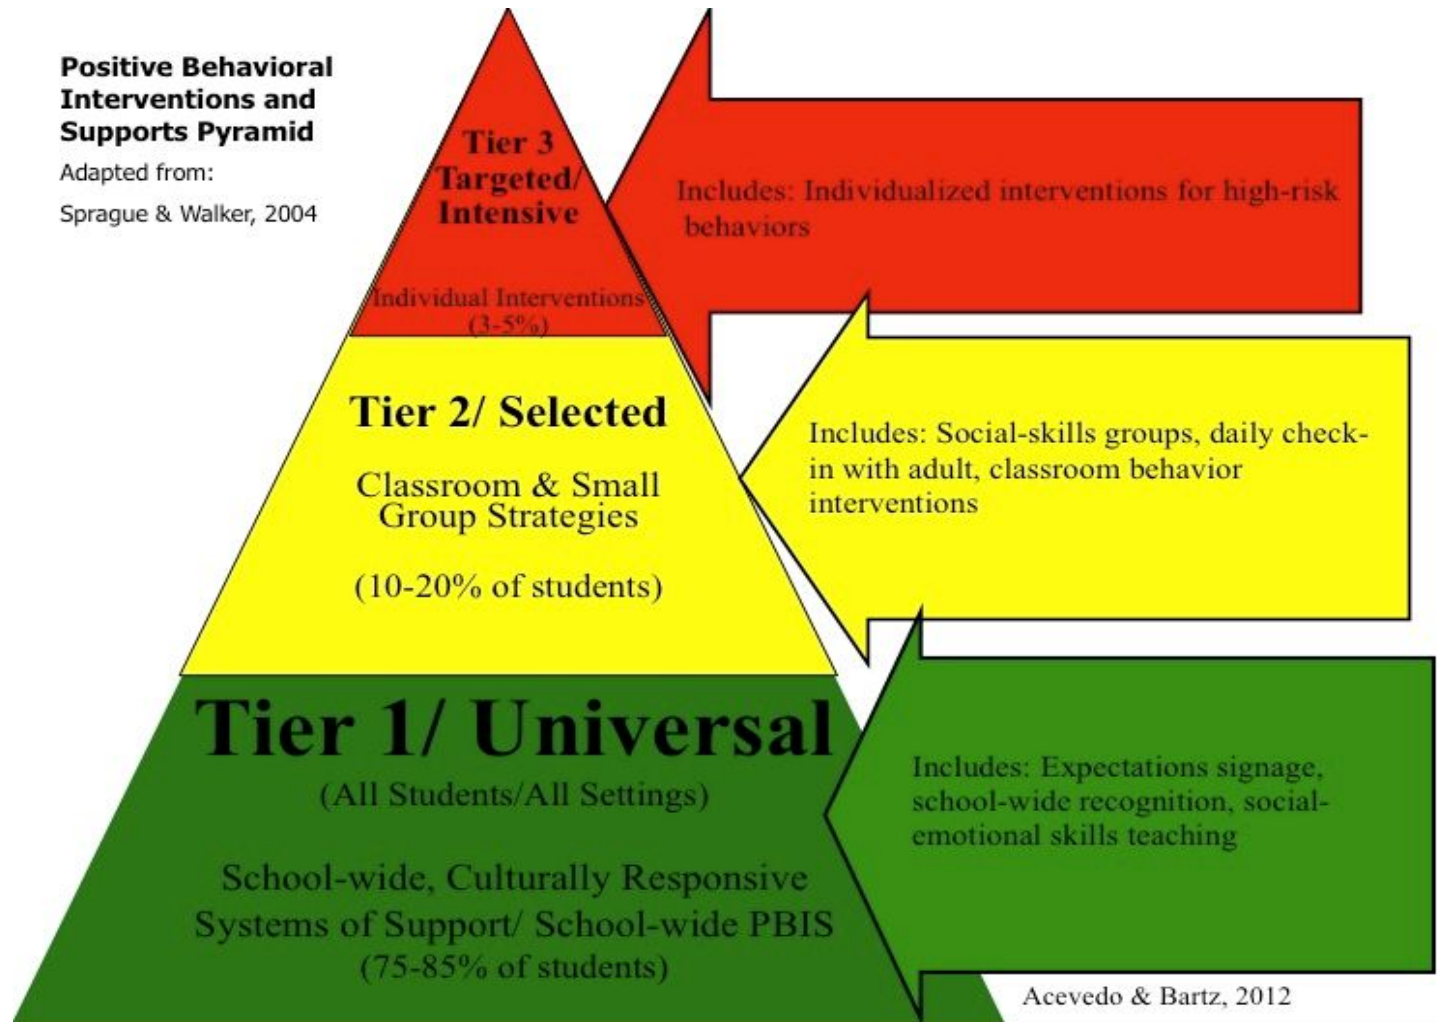 Positive Behavioral
Interventions and
Supports Pyramid
Adapted from:
Sprague & Walker, 2004
Tier 3
Targeted/
Intensive
Individual Interventions
(3-5%)
Includes: Individualized interventions for high-risk
behaviors
Tier 2/ Selected
Classroom & Small
Group Strategies
(10-20% of students)
Includes: Social-skills groups, daily check-
in with adult, classroom behavior
interventions
Tier 1/ Universal
(All Students/All Settings)
School-wide, Culturally Responsive
Systems of Support/ School-wide PBIS
(75-85% of students)
Includes: Expectations signage,
school-wide recognition, social-
emotional skills teaching
Acevedo & Bartz, 2012